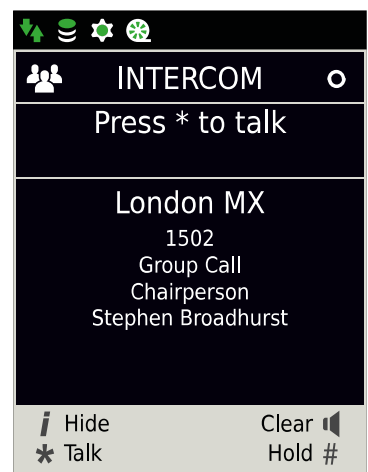 INTERCOM
Press * to talk
London MX
1502
Group Call
Chairperson
Stephen Broadhurst
i Hide
Clear
* Talk
Hold #